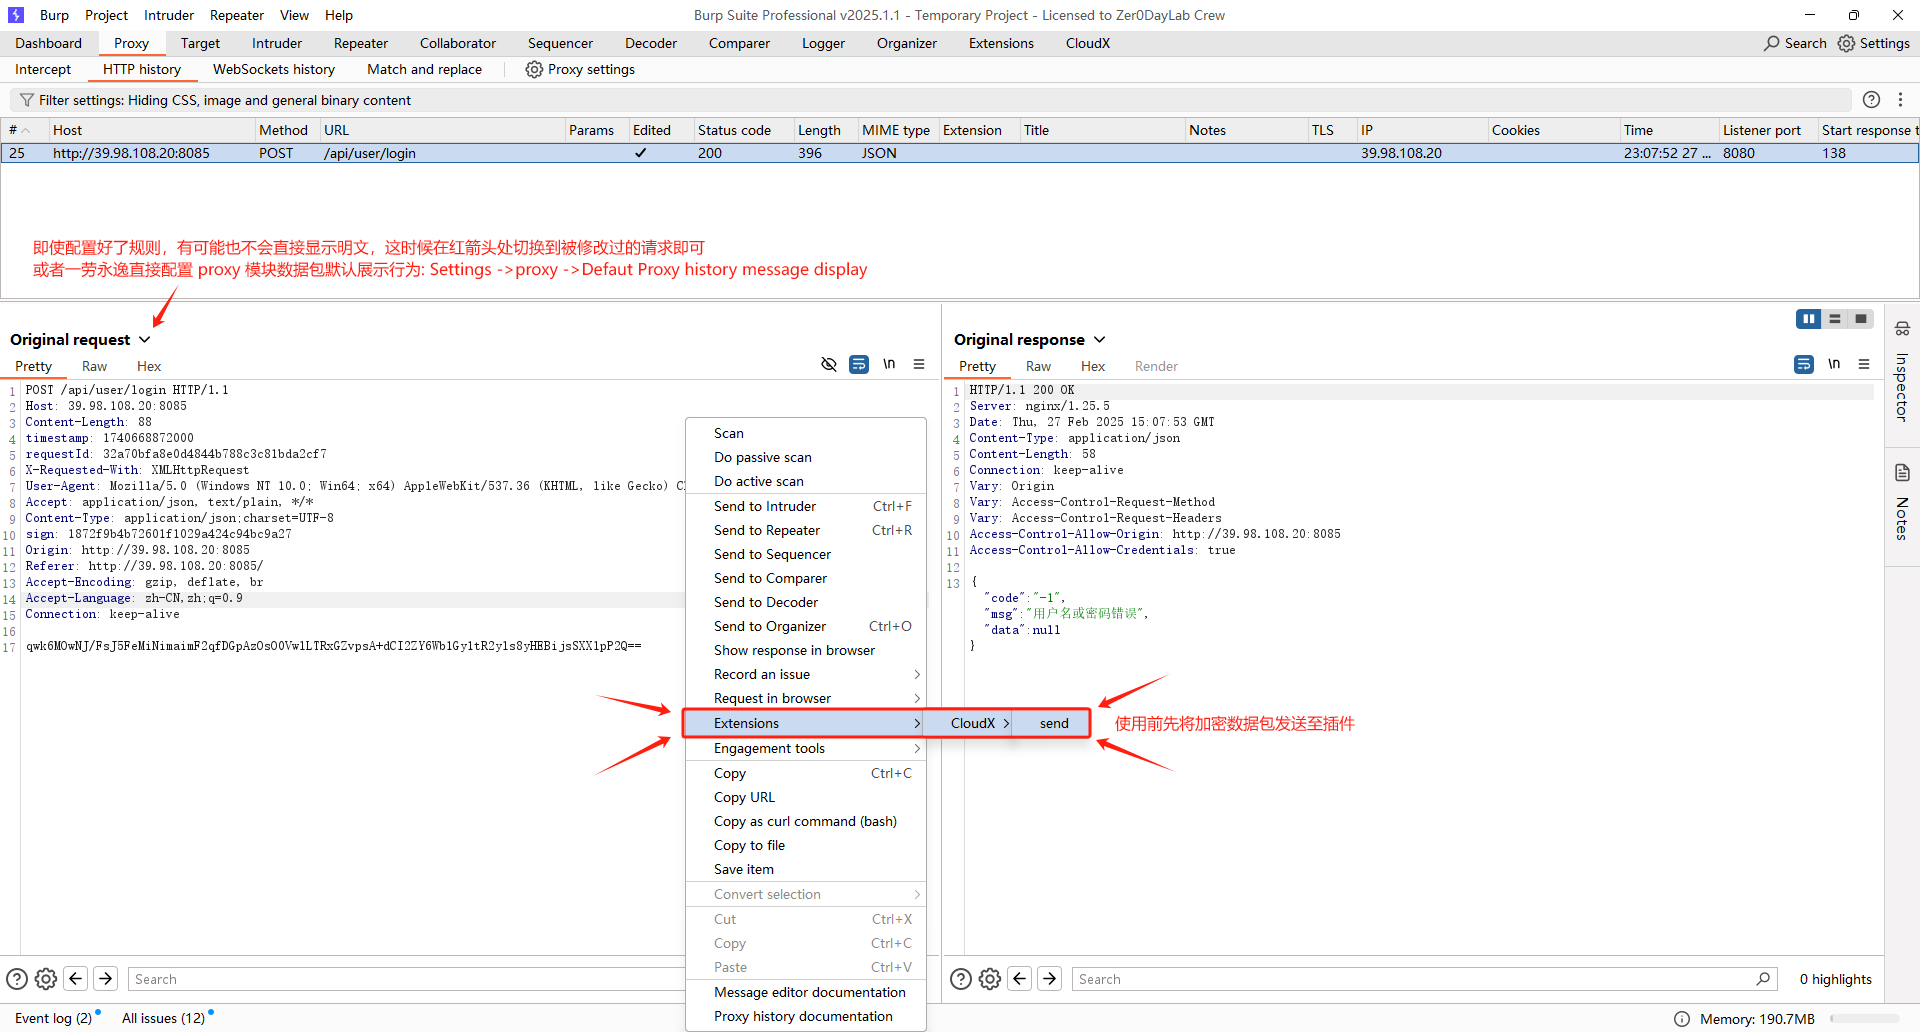 Burp Project Intruder Repeater View Help Burp Suite Professional v2025.1.1 - Temporary Project - Licensed to Zer0DayLab Crew
Dashboard Proxy Target Intruder Repeater Collaborator Sequencer Decoder Comparer Logger Organizer Extensions CloudX Search Settings
Intercept HTTP history WebSockets history Match and replace Proxy settings
Filter settings: Hiding CSS, image and general binary content
# Host Method URL Params Edited Status code Length MIME type Extension Title Notes TLS IP Cookies Time Listener port Start response t
25 http://39.98.108.20:8085 POST /api/user/login ✓ 200 396 JSON 39.98.108.20 23:07:52 27 ... 8080 138
即使配置好了规则，有可能也不会直接显示明文，这时候在红箭头处切换到被修改过的请求即可
或者一劳永逸直接配置 proxy 模块数据包默认展示行为: Settings ->proxy ->Defaut Proxy history message display
Original request
Pretty Raw Hex \n
1 POST /api/user/login HTTP/1.1
2 Host: 39.98.108.20:8085
3 Content-Length: 88
4 timestamp: 1740668872000
5 requestId: 32a70bfa8e0d4844b788c3c81bda2cf7
6 X-Requested-With: XMLHttpRequest
7 User-Agent: Mozilla/5.0 (Windows NT 10.0; Win64; x64) AppleWebKit/537.36 (KHTML, like Gecko) C
8 Accept: application/json, text/plain, */*
9 Content-Type: application/json;charset=UTF-8
10 sign: 1872f9b4b72601f1029a424c94bc9a27
11 Origin: http://39.98.108.20:8085
12 Referer: http://39.98.108.20:8085/
13 Accept-Encoding: gzip, deflate, br
14 Accept-Language: zh-CN,zh;q=0.9
15 Connection: keep-alive
16
17 qwk6MOwNJ/FsJ5FeMiNimaimF2qfDGpAzOsO0VwlLTRxGZvpsA+dCI2ZY6Wb1Gy1tR2yls8yHEBijsSXX1pP2Q==
Scan
Do passive scan
Do active scan
Send to Intruder Ctrl+F
Send to Repeater Ctrl+R
Send to Sequencer
Send to Comparer
Send to Decoder
Send to Organizer Ctrl+O
Show response in browser
Record an issue
Request in browser
Extensions CloudX send
Engagement tools
Copy Ctrl+C
Copy URL
Copy as curl command (bash)
Copy to file
Save item
Convert selection
Cut Ctrl+X
Copy Ctrl+C
Paste Ctrl+V
Message editor documentation
Proxy history documentation
使用前先将加密数据包发送至插件
Original response
Pretty Raw Hex Render \n
1 HTTP/1.1 200 OK
2 Server: nginx/1.25.5
3 Date: Thu, 27 Feb 2025 15:07:53 GMT
4 Content-Type: application/json
5 Content-Length: 58
6 Connection: keep-alive
7 Vary: Origin
8 Vary: Access-Control-Request-Method
9 Vary: Access-Control-Request-Headers
10 Access-Control-Allow-Origin: http://39.98.108.20:8085
11 Access-Control-Allow-Credentials: true
12
13 {
"code":"-1",
"msg":"用户名或密码错误",
"data":null
}
Inspector
Notes
Search
Search 0 highlights
Event log (2) All issues (12) Memory: 190.7MB